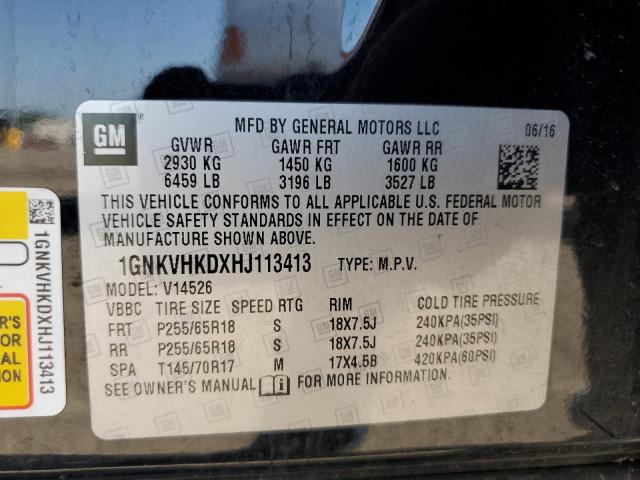 GM
MFD BY GENERAL MOTORS LLC
06/16
GVWR GAWR FRT GAWR RR
2930 KG 1450 KG 1600 KG
6459 LB 3196 LB 3527 LB
THIS VEHICLE CONFORMS TO ALL APPLICABLE U.S. FEDERAL MOTOR
VEHICLE SAFETY STANDARDS IN EFFECT ON THE DATE OF
MANUFACTURE SHOWN ABOVE.
1GNKVHKDXHJ113413 TYPE: M.P.V.
MODEL: V14526
VBBC TIRE SIZE SPEED RTG RIM COLD TIRE PRESSURE
FRT P255/65R18 S 18X7.5J 240KPA(35PSI)
RR P255/65R18 S 18X7.5J 240KPA(35PSI)
SPA T145/70R17 M 17X4.5B 420KPA(60PSI)
SEE OWNER'S MANUAL FOR MORE INFORMATION.
1GNKVHKDXHJ113413